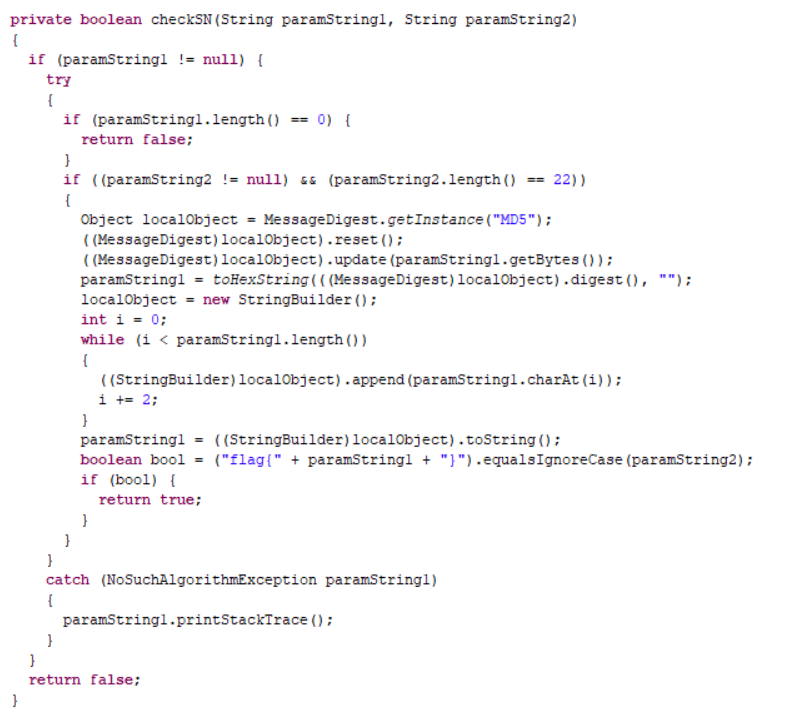 private boolean checkSN(String paramString1, String paramString2)
{
  if (paramString1 != null) {
    try
    {
      if (paramString1.length() == 0) {
        return false;
      }
      if ((paramString2 != null) && (paramString2.length() == 22))
      {
        Object localObject = MessageDigest.getInstance("MD5");
        ((MessageDigest)localObject).reset();
        ((MessageDigest)localObject).update(paramString1.getBytes());
        paramString1 = toHexString(((MessageDigest)localObject).digest(), "");
        localObject = new StringBuilder();
        int i = 0;
        while (i < paramString1.length())
        {
          ((StringBuilder)localObject).append(paramString1.charAt(i));
          i += 2;
        }
        paramString1 = ((StringBuilder)localObject).toString();
        boolean bool = ("flag{" + paramString1 + "}").equalsIgnoreCase(paramString2);
        if (bool) {
          return true;
        }
      }
    }
    catch (NoSuchAlgorithmException paramString1)
    {
      paramString1.printStackTrace();
    }
  }
  return false;
}